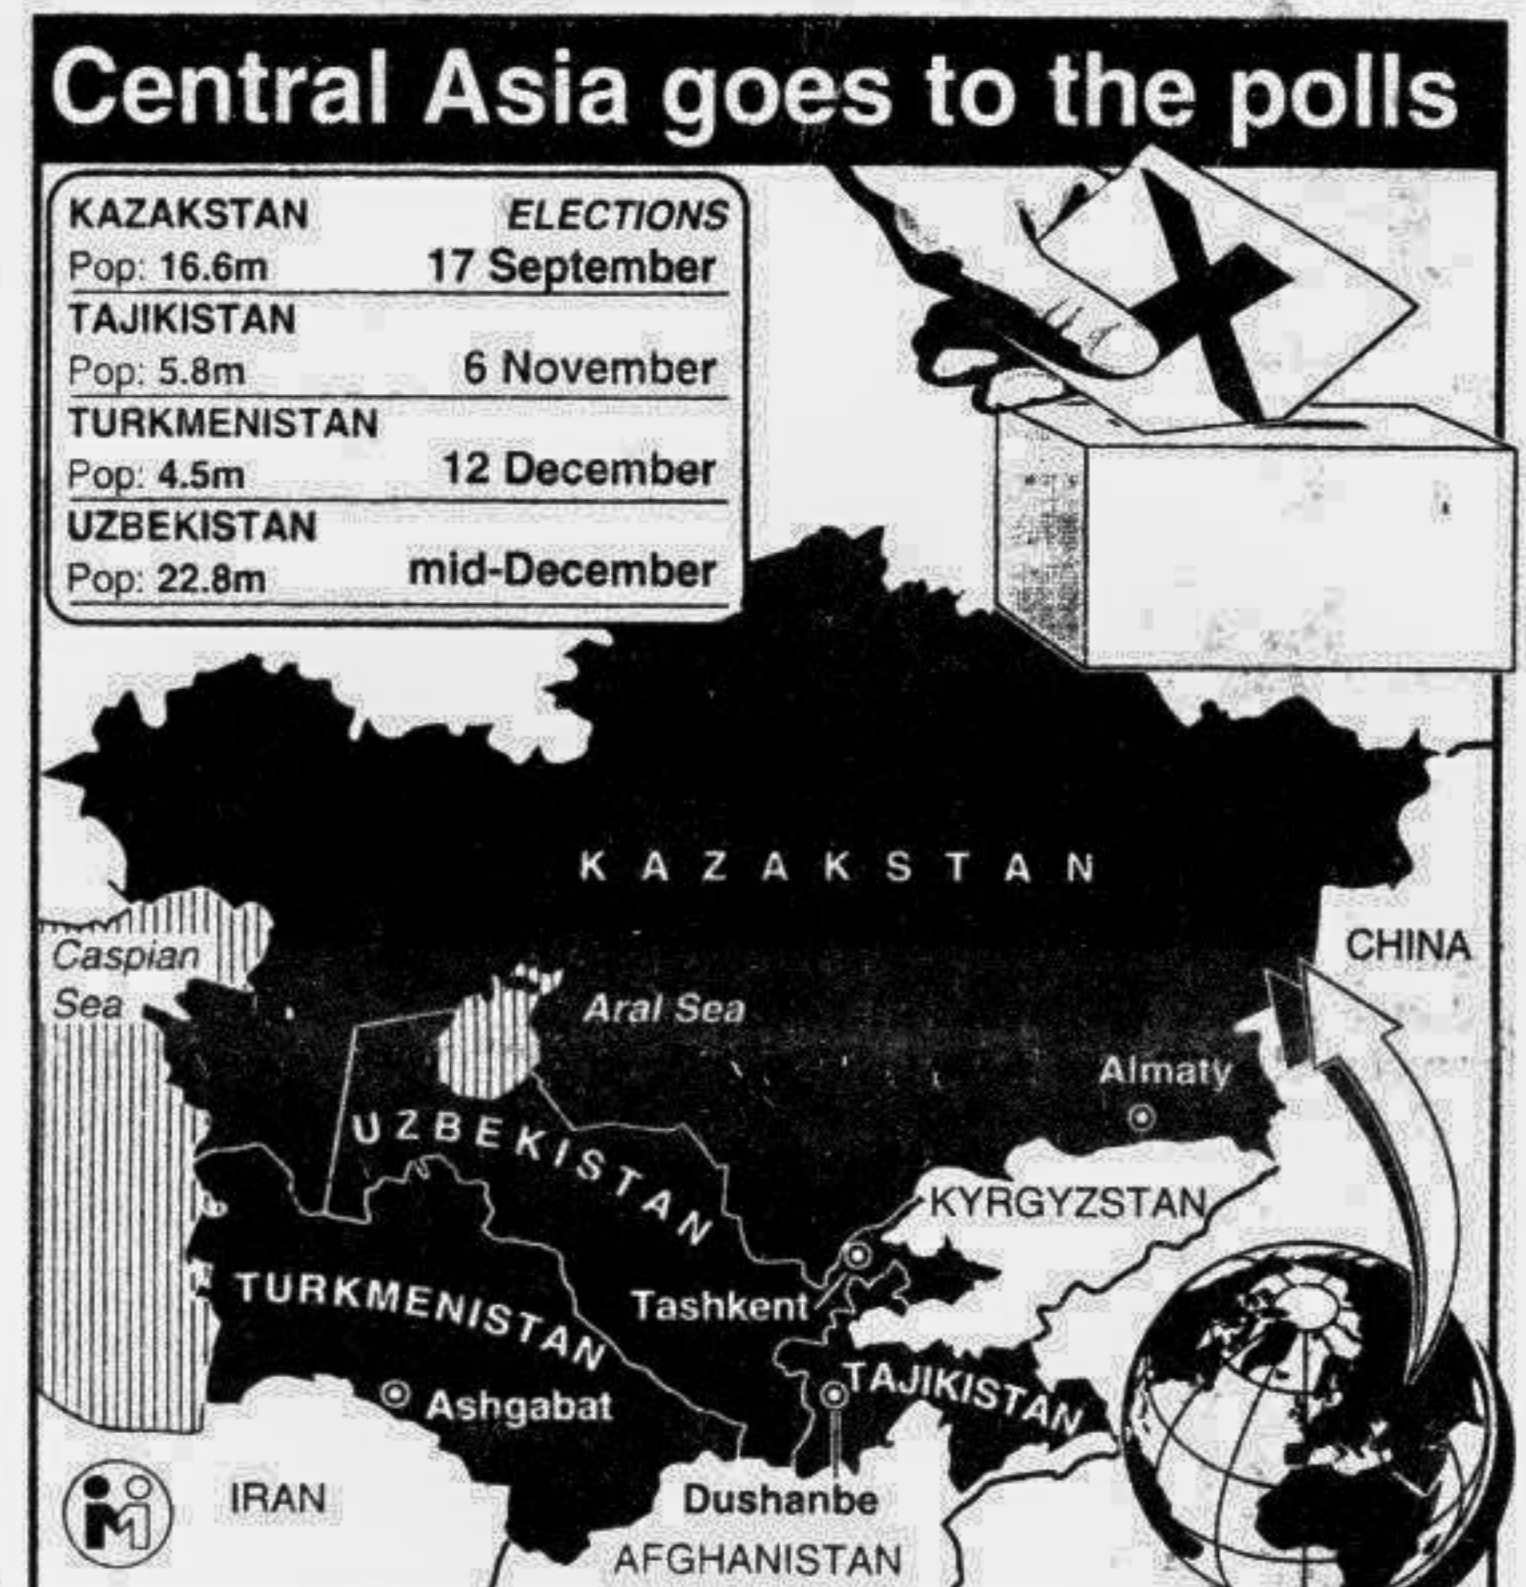 Central Asia goes to the polls
KAZAKSTAN ELECTIONS
Pop: 16.6m 17 September
TAJIKISTAN
Pop: 5.8m 6 November
TURKMENISTAN
Pop: 4.5m 12 December
UZBEKISTAN
Pop: 22.8m mid-December
KAZAKSTAN
CHINA
Caspian
Sea
Aral Sea
Almaty
UZBEKISTAN
KYRGYZSTAN
TURKMENISTAN
Tashkent
TAJIKISTAN
Ashgabat
IRAN
Dushanbe
AFGHANISTAN